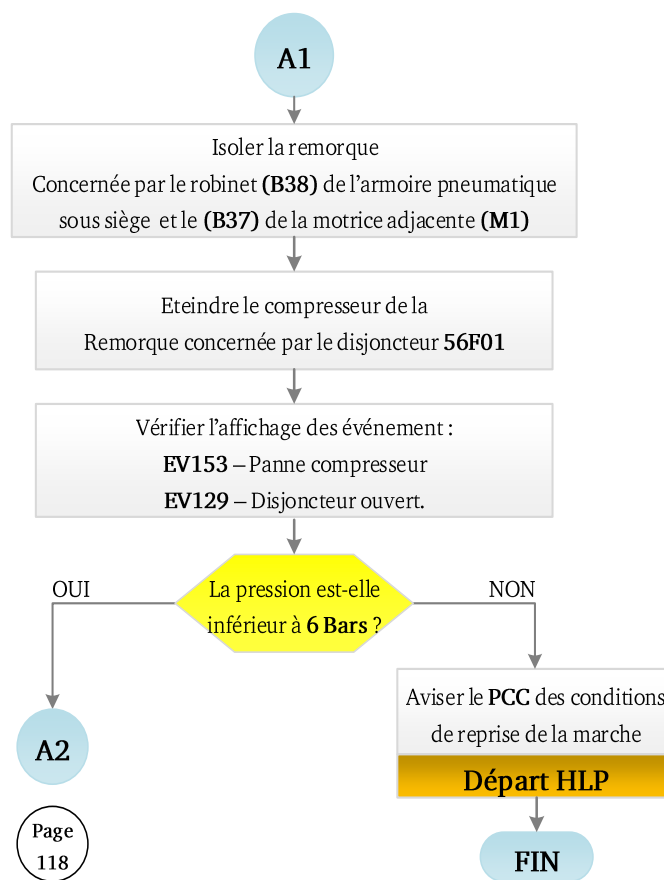 A1
Isoler la remorque
Concernée par le robinet (B38) de l’armoire pneumatique
sous siège et le (B37) de la motrice adjacente (M1)
Eteindre le compresseur de la
Remorque concernée par le disjoncteur 56F01
Vérifier l’affichage des événement :
EV153 – Panne compresseur
EV129 – Disjoncteur ouvert.
La pression est-elle
inférieur à 6 Bars ?
OUI
NON
A2
Page
118
Aviser le PCC des conditions
de reprise de la marche
Départ HLP
FIN